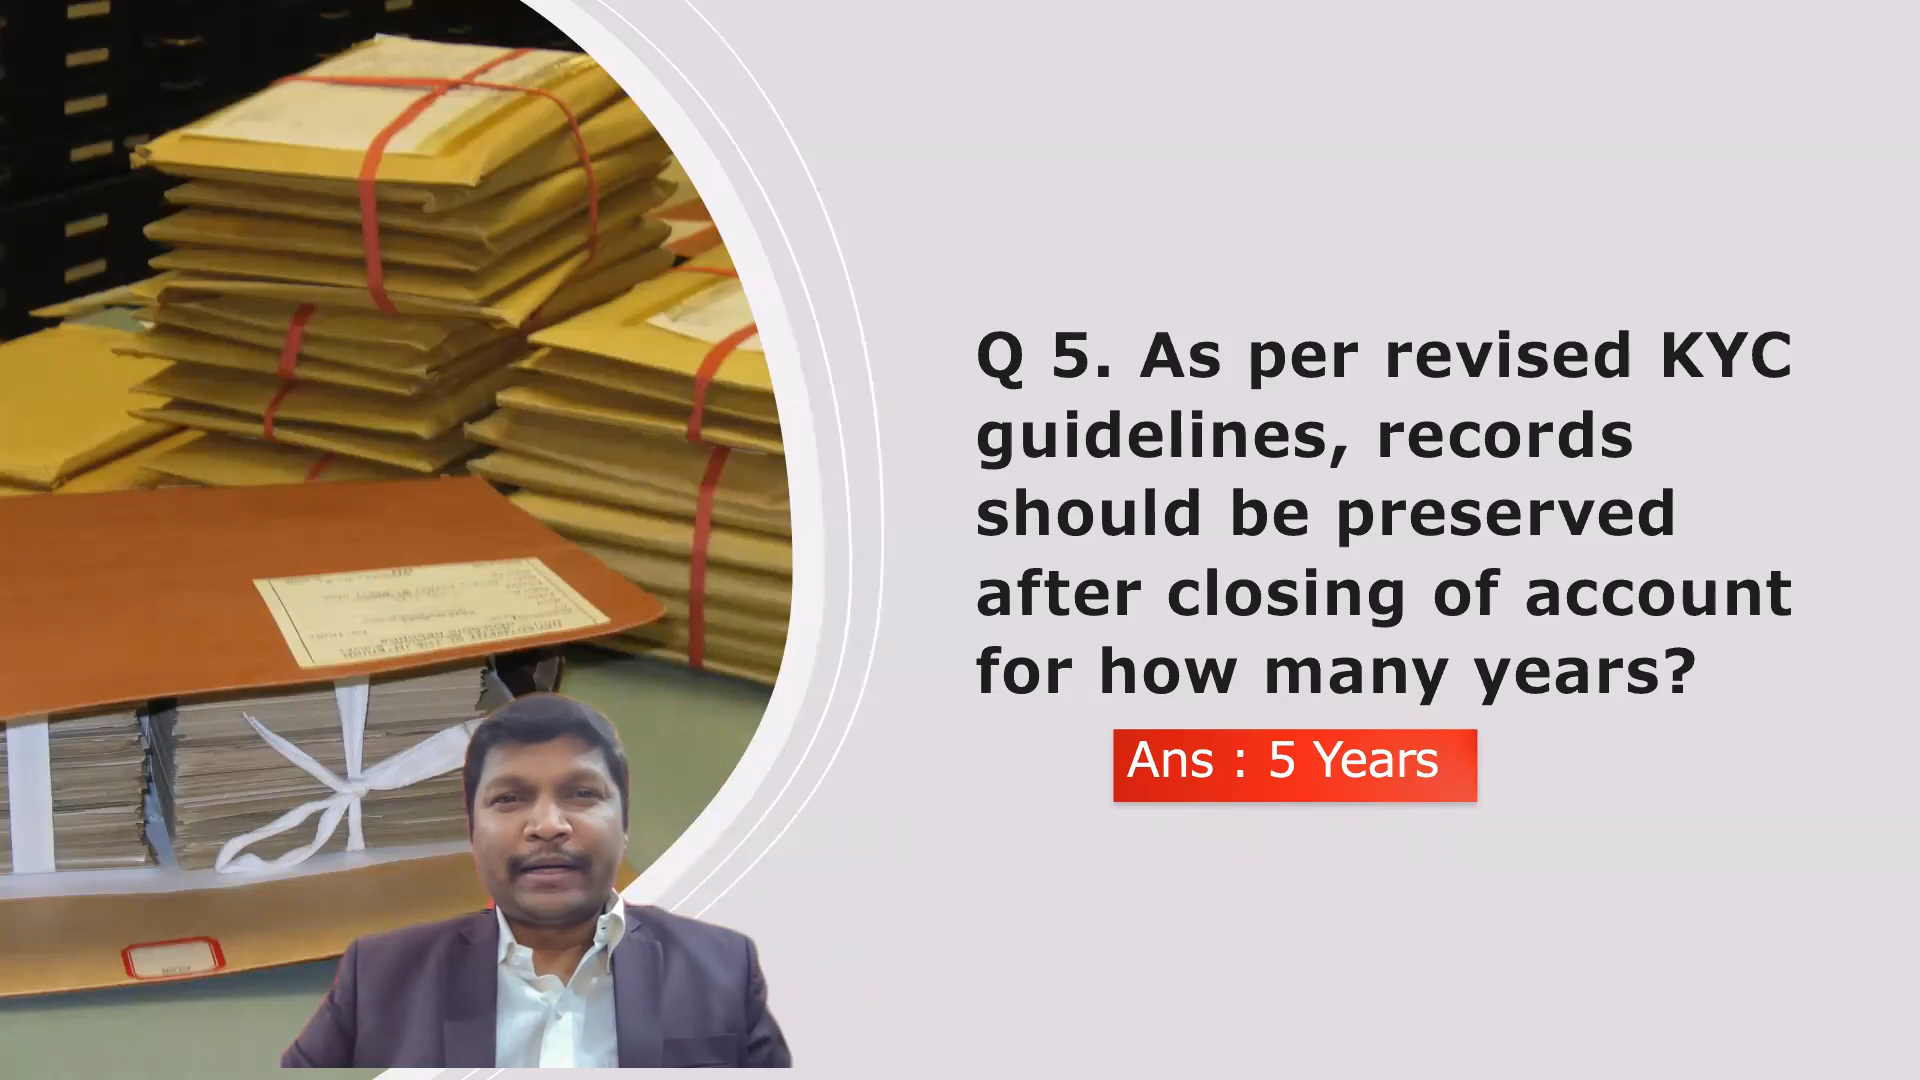 Q 5. As per revised KYC
guidelines, records
should be preserved
after closing of account
for how many years?
Ans : 5 Years